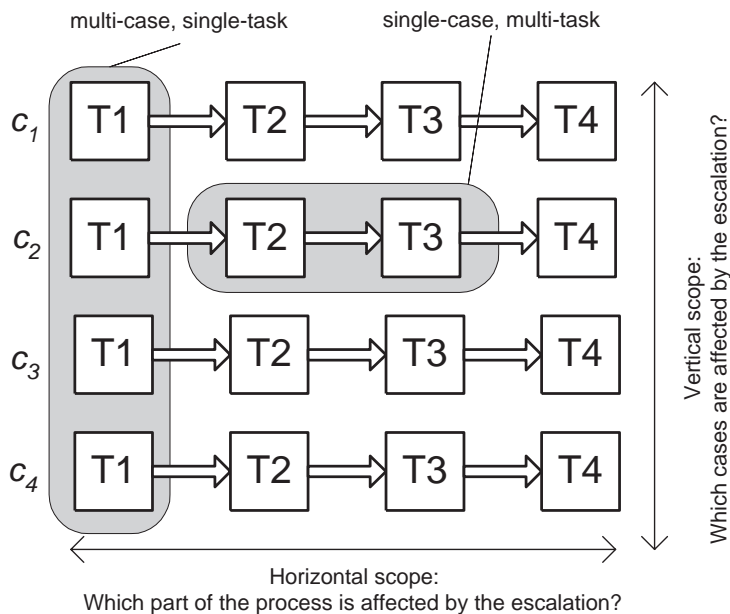 multi-case, single-task
single-case, multi-task
c1 T1 T2 T3 T4
c2 T1 T2 T3 T4
c3 T1 T2 T3 T4
c4 T1 T2 T3 T4
Vertical scope:
Which cases are affected by the escalation?
Horizontal scope:
Which part of the process is affected by the escalation?